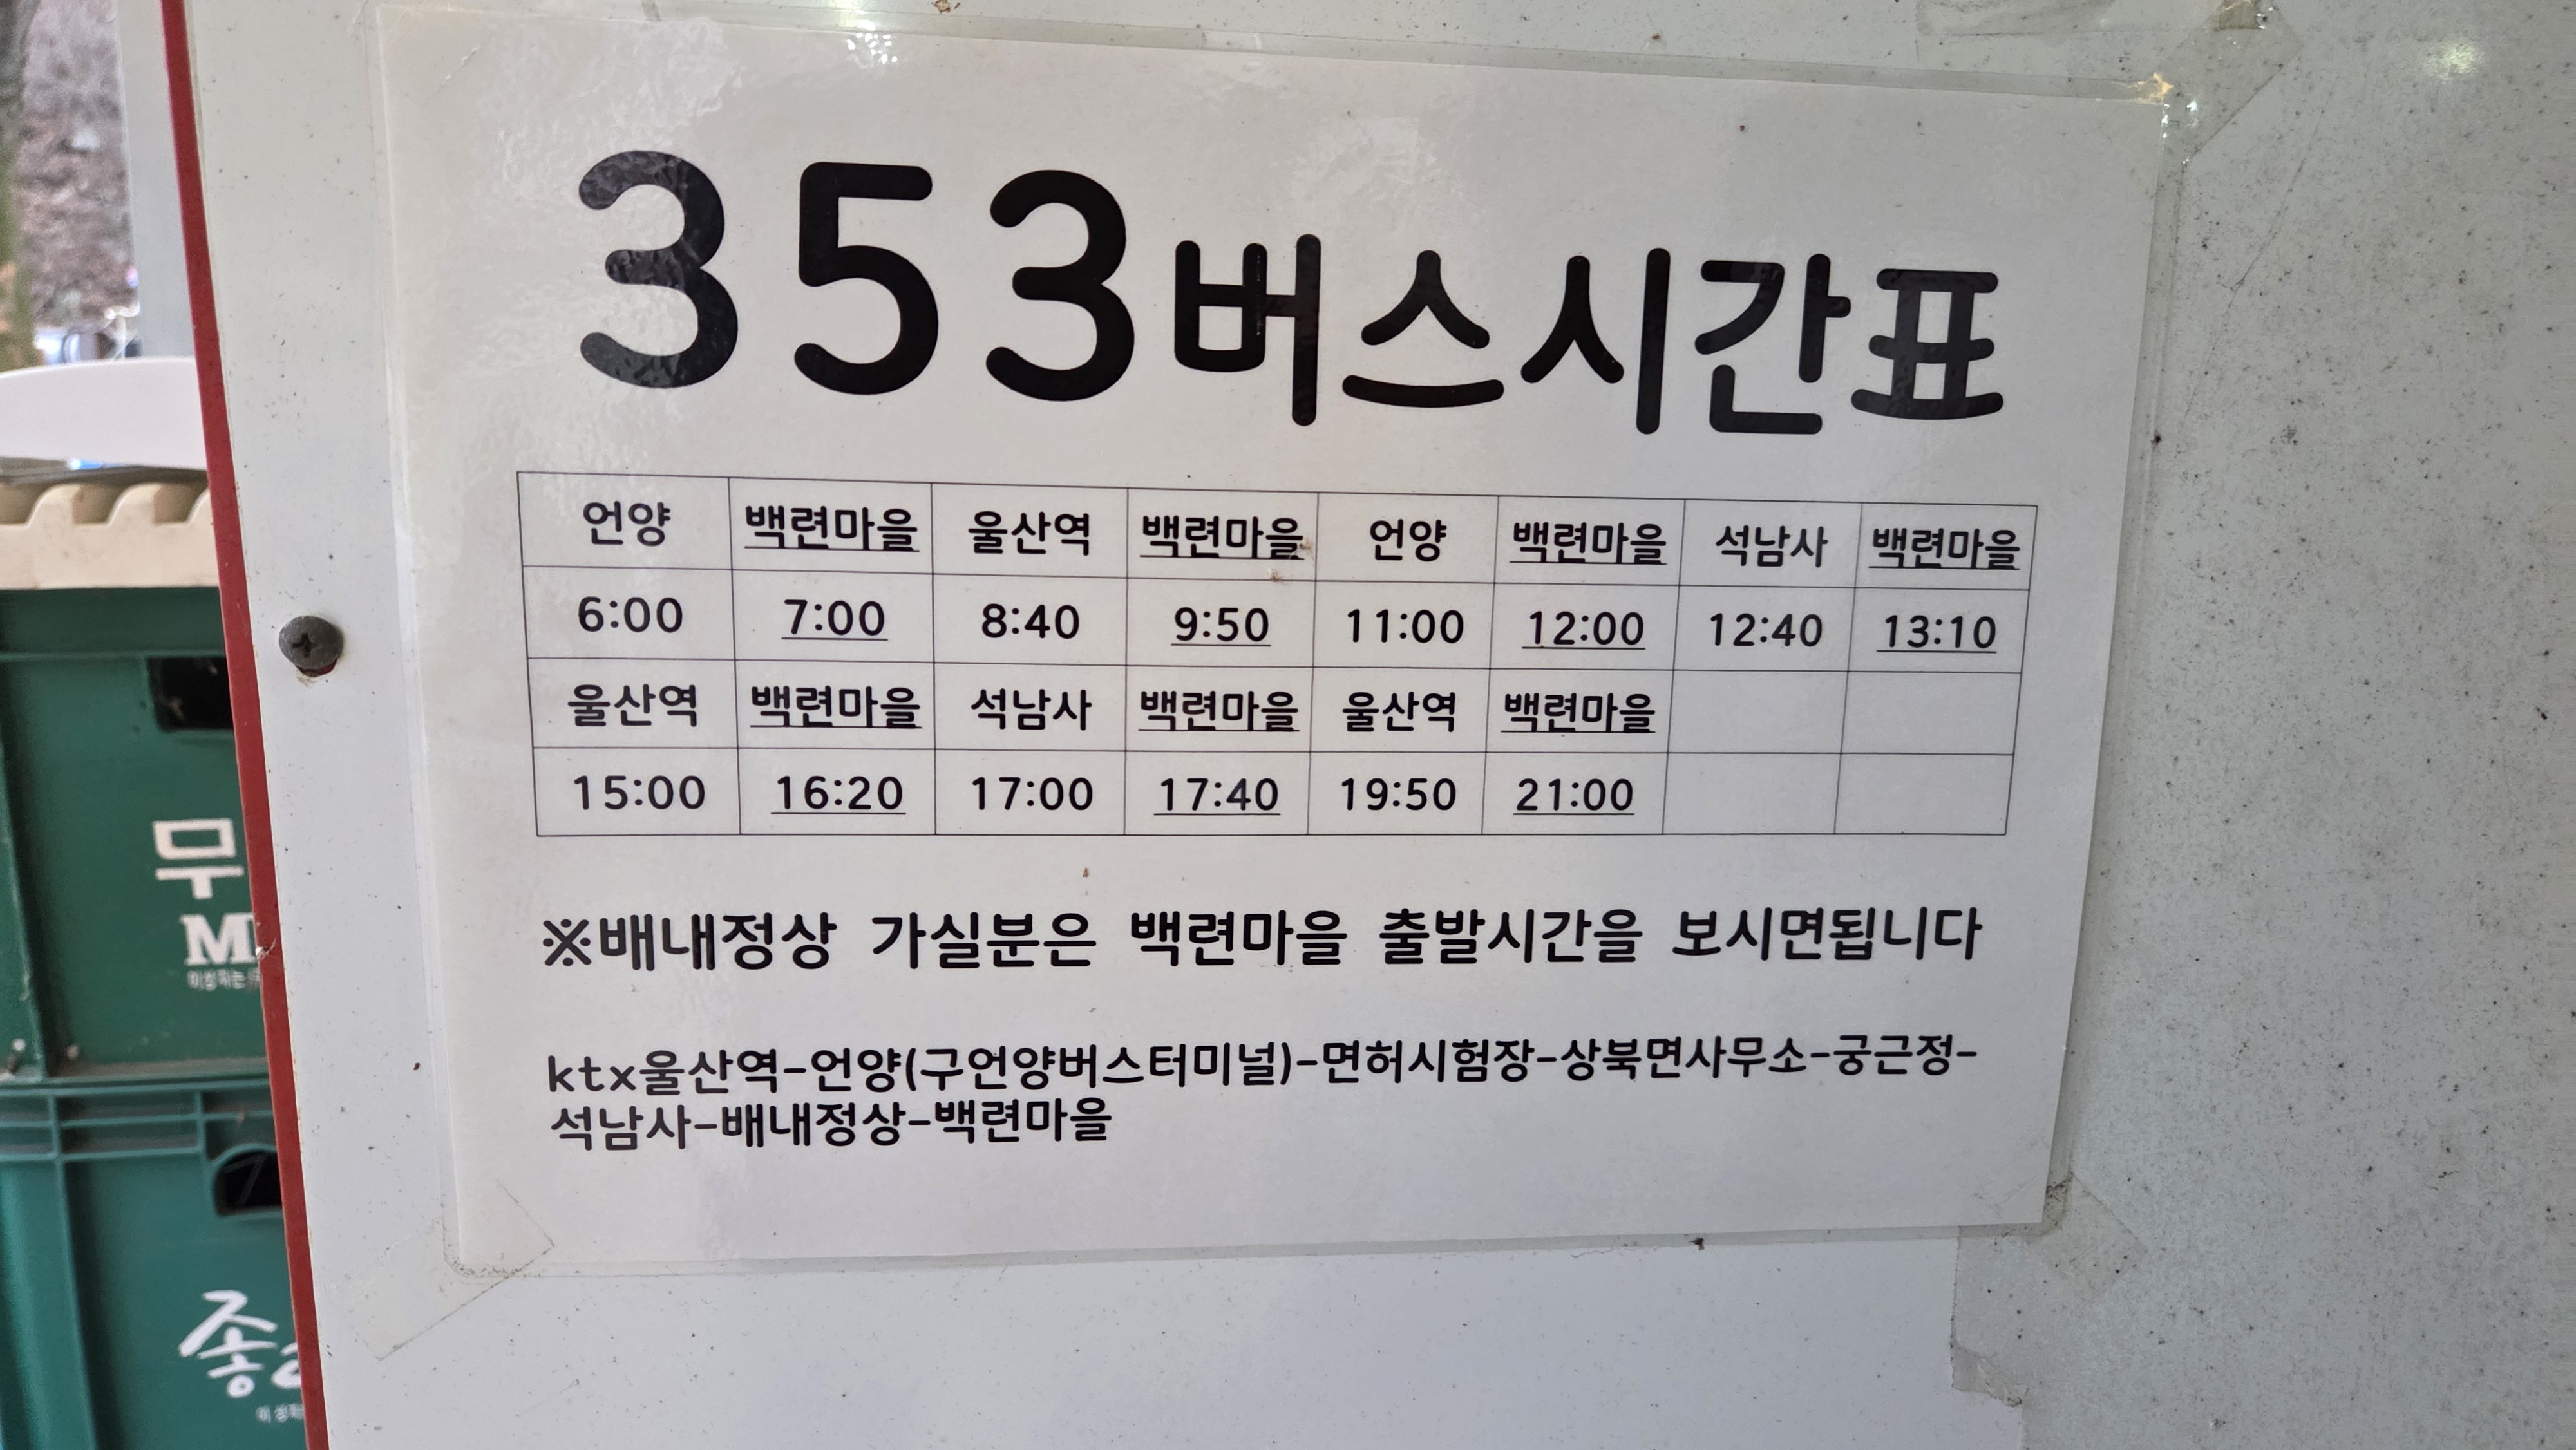 353버스시간표
언양 백련마을 울산역 백련마을 언양 백련마을 석남사 백련마을
6:00 7:00 8:40 9:50 11:00 12:00 12:40 13:10
울산역 백련마을 석남사 백련마을 울산역 백련마을
15:00 16:20 17:00 17:40 19:50 21:00
※배내정상 가실분은 백련마을 출발시간을 보시면됩니다
ktx울산역-언양(구언양버스터미널)-면허시험장-상북면사무소-궁근정-
석남사-배내정상-백련마을
무
M
좋